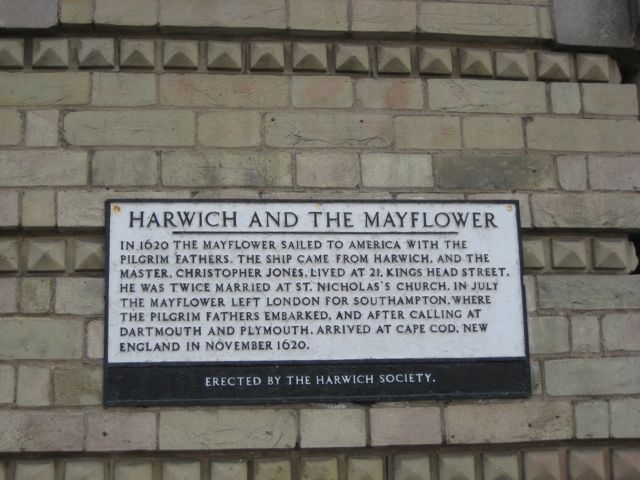 HARWICH AND THE MAYFLOWER
IN 1620 THE MAYFLOWER SAILED TO AMERICA WITH THE
PILGRIM FATHERS. THE SHIP CAME FROM HARWICH, AND THE
MASTER, CHRISTOPHER JONES, LIVED AT 21, KINGS HEAD STREET.
HE WAS TWICE MARRIED AT ST. NICHOLAS'S CHURCH. IN JULY
THE MAYFLOWER LEFT LONDON FOR SOUTHAMPTON, WHERE
THE PILGRIM FATHERS EMBARKED, AND AFTER CALLING AT
DARTMOUTH AND PLYMOUTH, ARRIVED AT CAPE COD, NEW
ENGLAND IN NOVEMBER 1620.
ERECTED BY THE HARWICH SOCIETY.